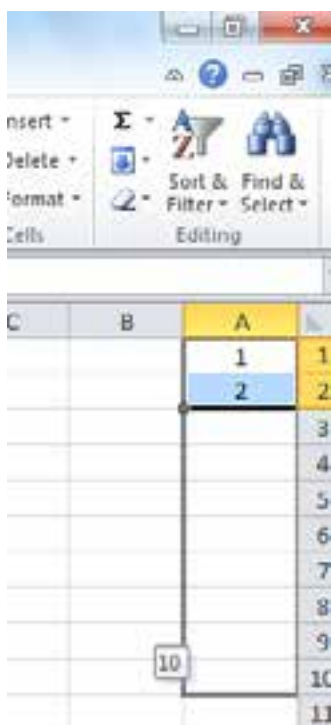 Insert
Delete
Format
Cells
Σ
Sort & Filter
Find & Select
Editing
C B A
1 1
2 2
3
4
5
6
7
8
9
10
10
11